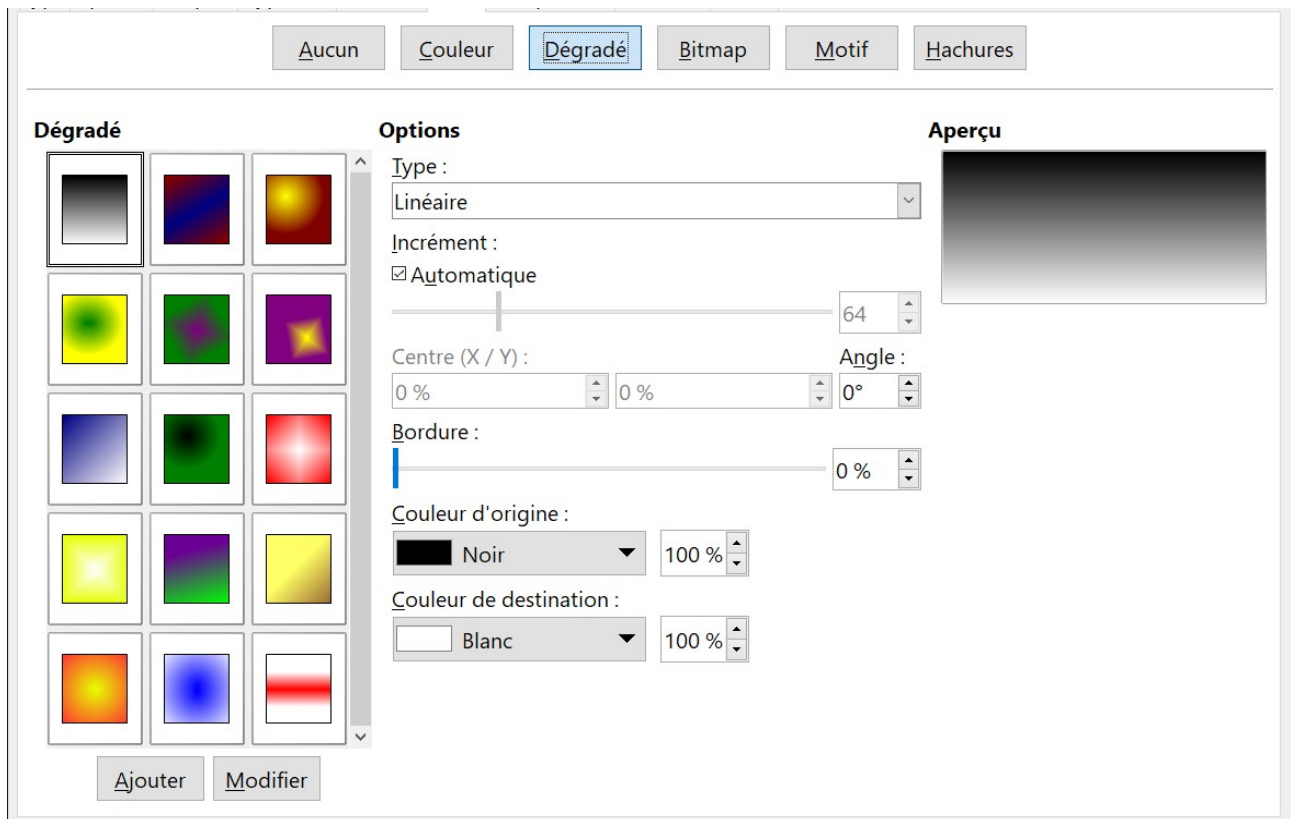 Aucun Couleur Dégradé Bitmap Motif Hachures
Dégradé
Options
Aperçu
Type :
Linéaire
Incrément :
Automatique
64
Centre (X / Y) :
Angle :
0 %
0 %
0°
Bordure :
0 %
Couleur d'origine :
Noir
100 %
Couleur de destination :
Blanc
100 %
Ajouter Modifier